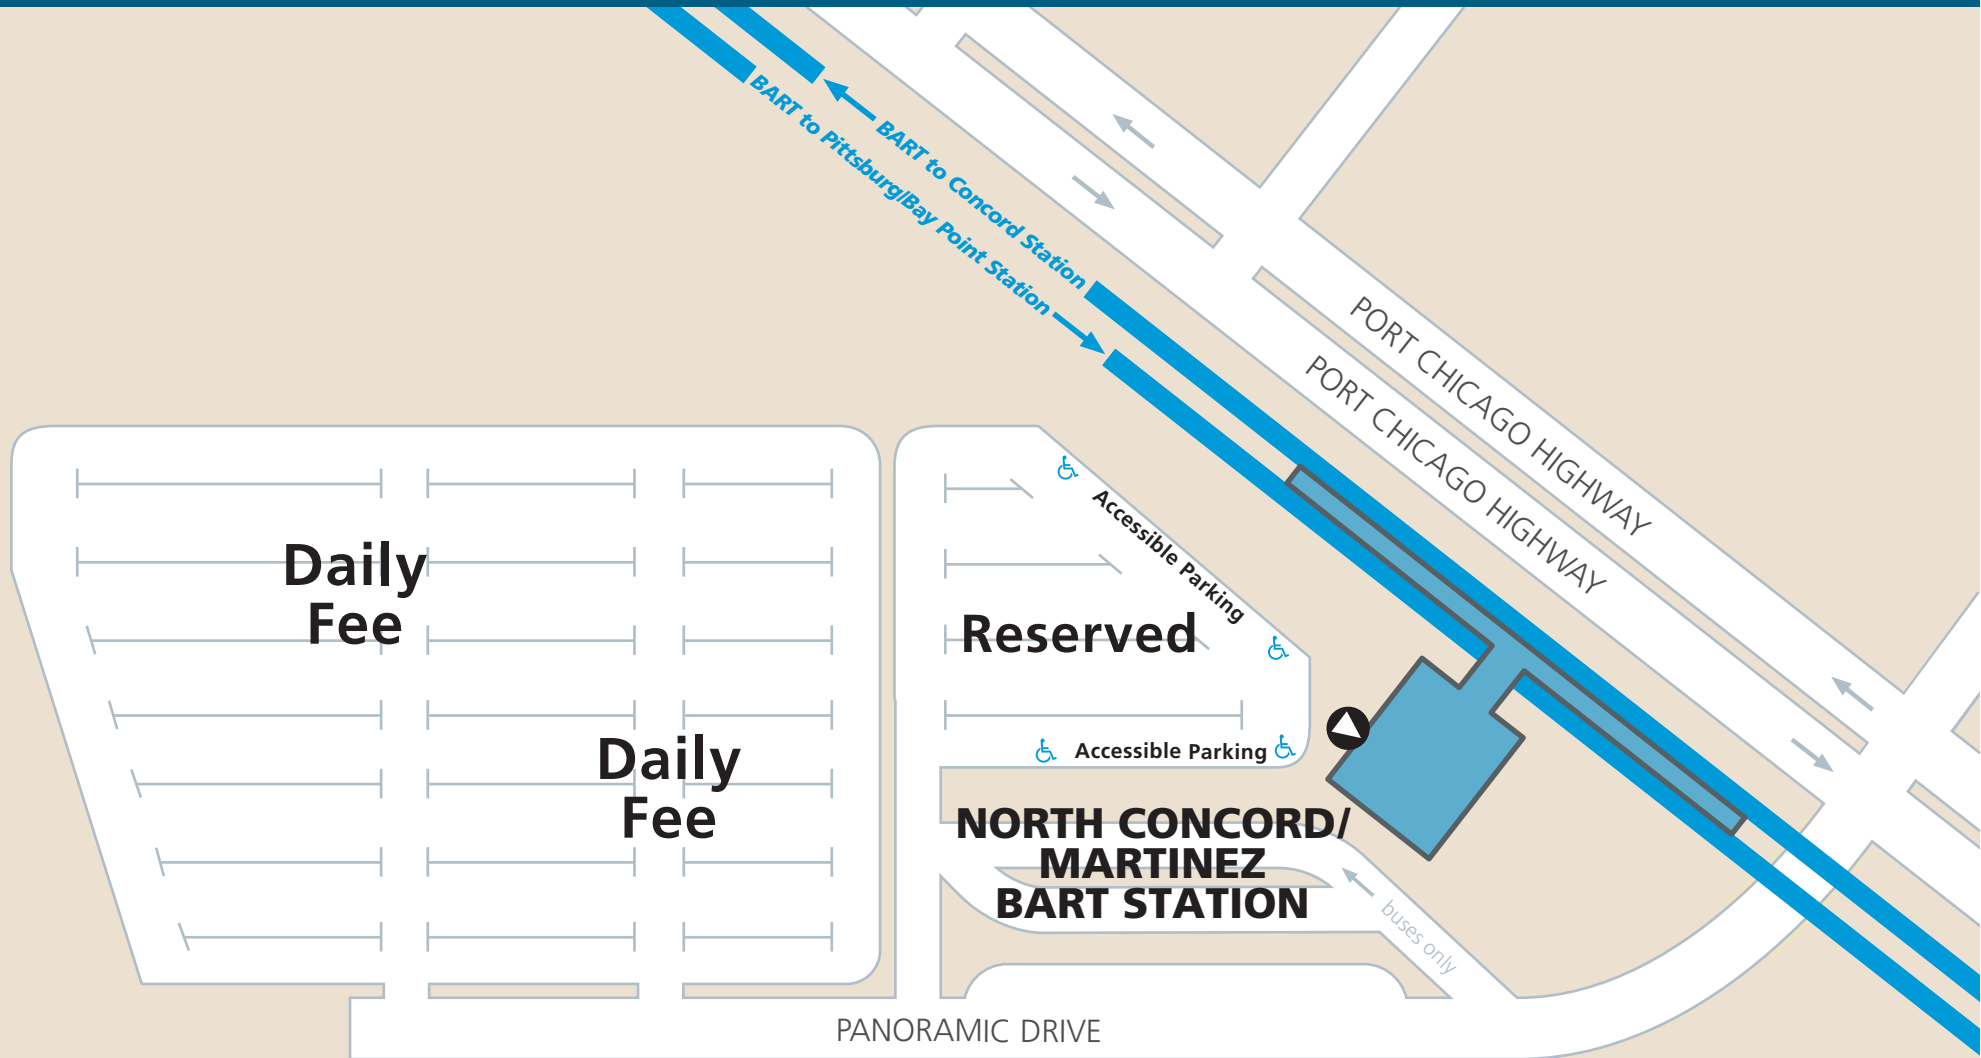 BART to Concord Station
BART to Pittsburg/Bay Point Station
PORT CHICAGO HIGHWAY
PORT CHICAGO HIGHWAY
Accessible Parking
Daily
Fee
Reserved
Daily
Fee
Accessible Parking
NORTH CONCORD/
MARTINEZ
BART STATION
buses only
PANORAMIC DRIVE